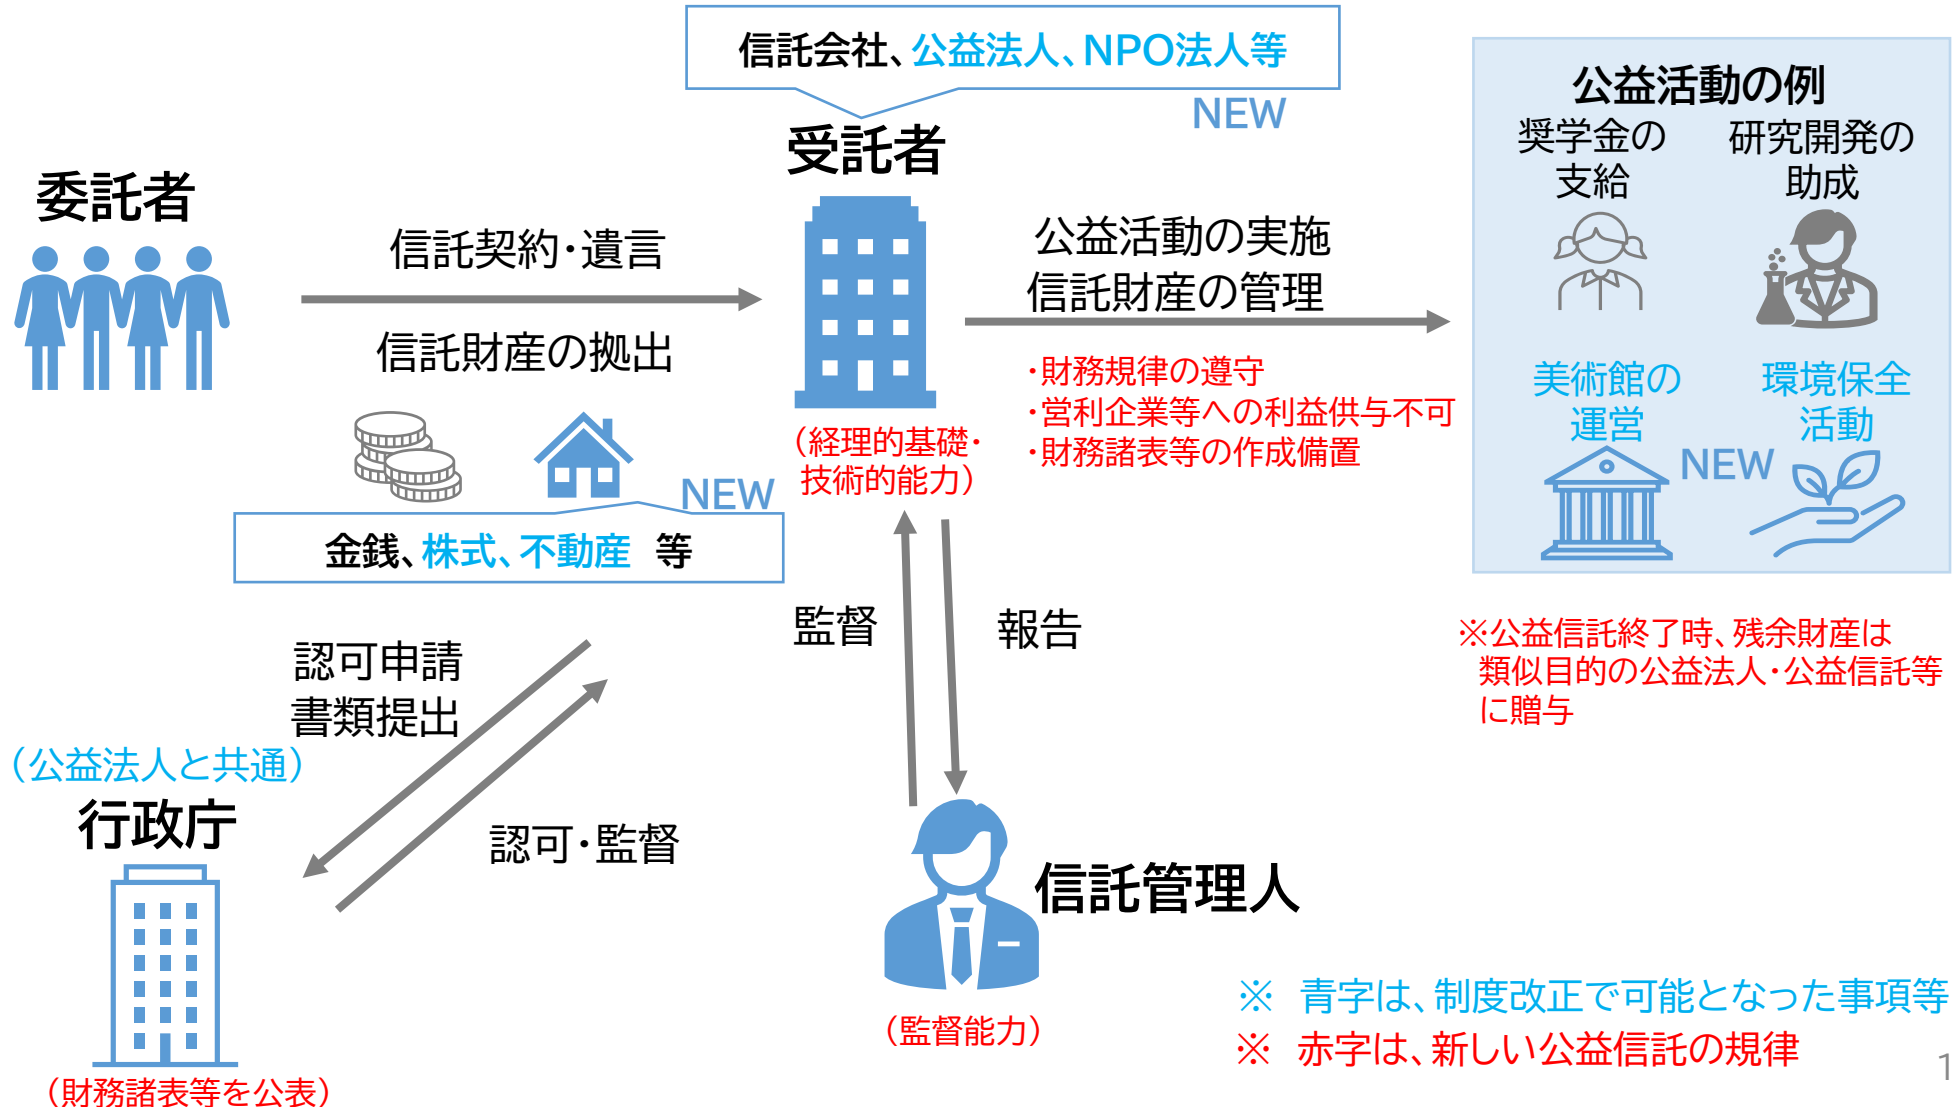 信託会社、公益法人、NPO法人等
NEW
受託者
委託者
信託契約・遺言
信託財産の拠出
NEW
金銭、株式、不動産　等
（経理的基礎・
技術的能力）
公益活動の実施
信託財産の管理
・財務規律の遵守
・営利企業等への利益供与不可
・財務諸表等の作成備置
公益活動の例
奨学金の
支給
研究開発の
助成
美術館の
運営
環境保全
活動
NEW
※公益信託終了時、残余財産は
類似目的の公益法人・公益信託等
に贈与
監督
報告
認可申請
書類提出
認可・監督
（公益法人と共通）
行政庁
（財務諸表等を公表）
信託管理人
（監督能力）
※　青字は、制度改正で可能となった事項等
※　赤字は、新しい公益信託の規律
1